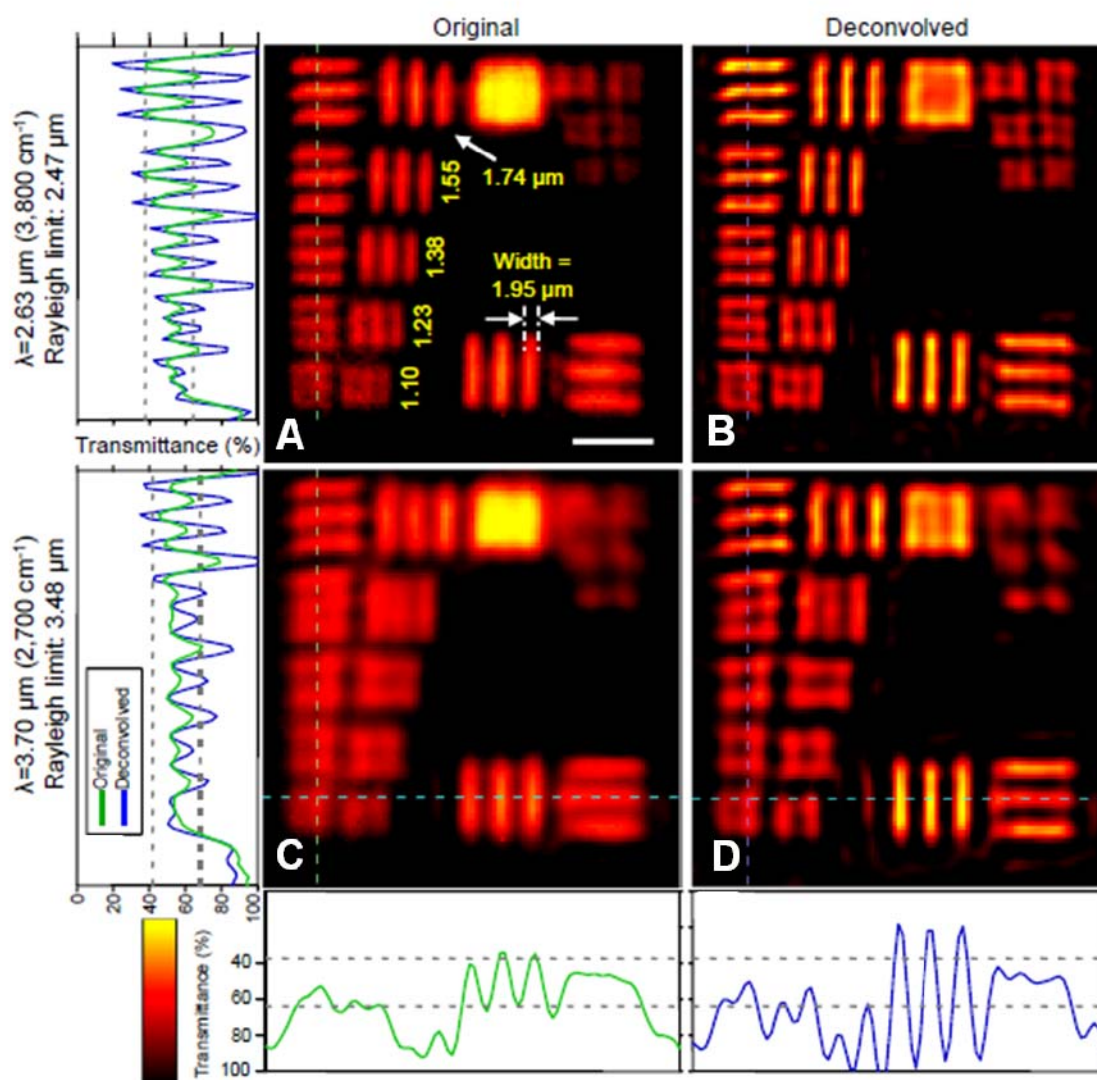 Original
Deconvolved
λ=2.63 μm (3,800 cm⁻¹)
Rayleigh limit: 2.47 μm
1.74 μm
1.55
1.38
1.23
1.10
Width =
1.95 μm
A
B
Transmittance (%)
λ=3.70 μm (2,700 cm⁻¹)
Rayleigh limit: 3.48 μm
Original
Deconvolved
C
D
0
20
40
60
80
100
Transmittance (%)
40
60
80
100